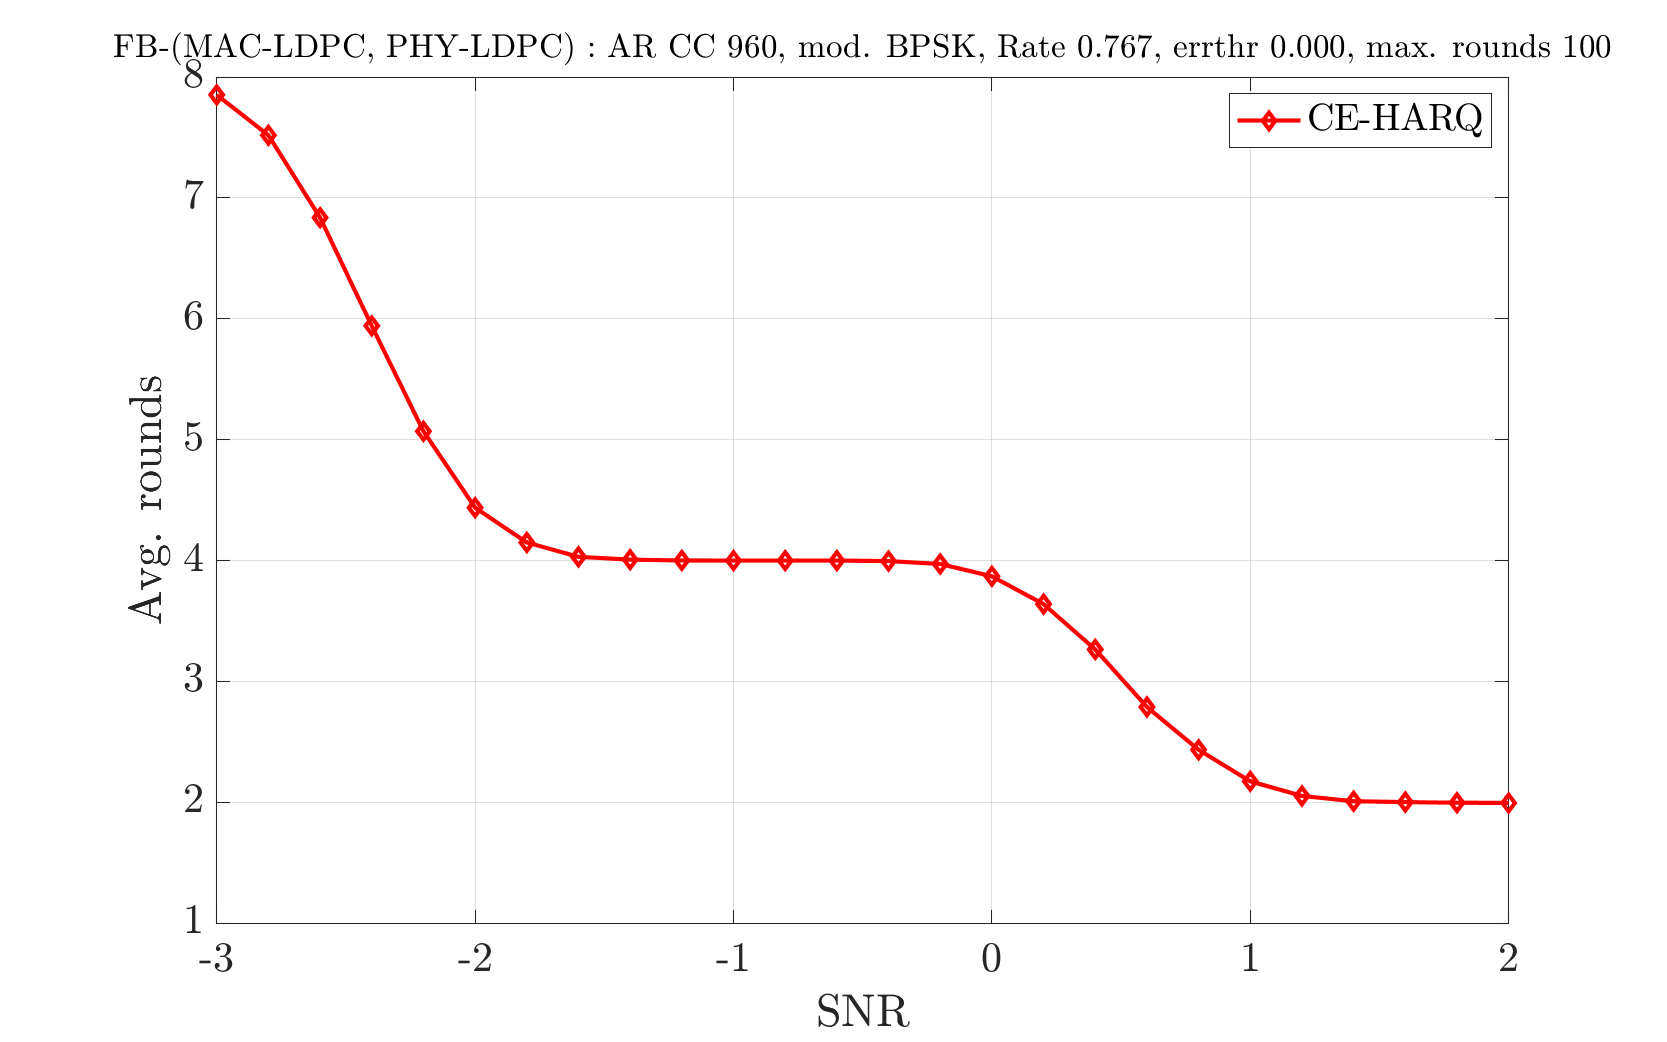 FB-(MAC-LDPC, PHY-LDPC) : AR CC 960, mod. BPSK, Rate 0.767, errthr 0.000, max. rounds 100
CE-HARQ
8
7
6
5
4
3
2
1
Avg. rounds
-3 -2 -1 0 1 2
SNR